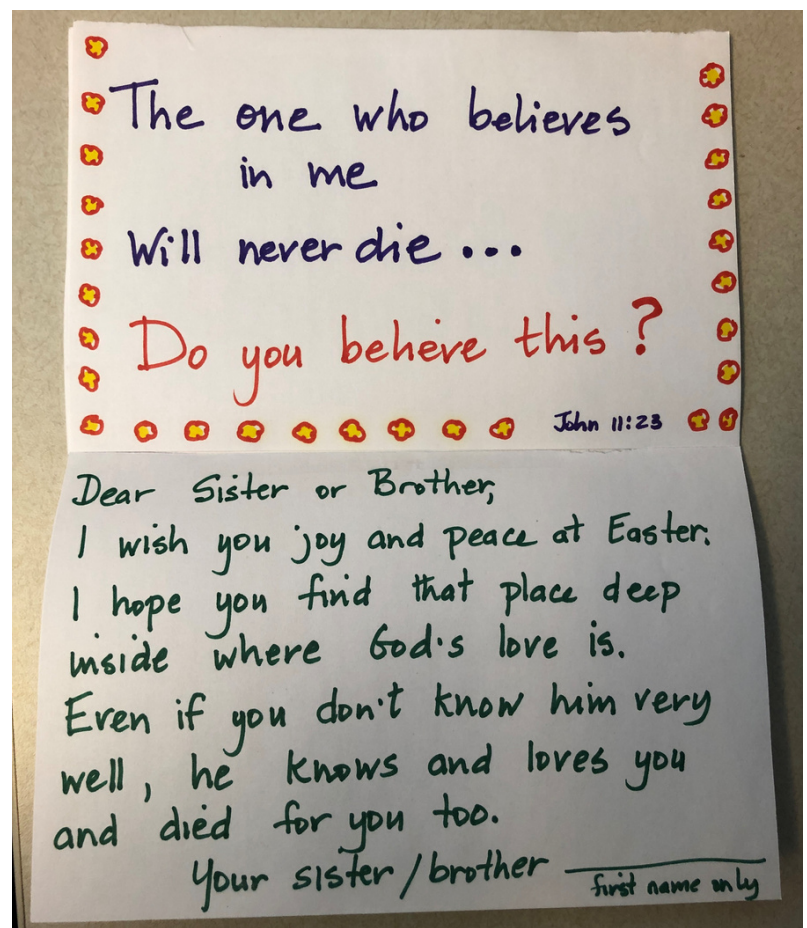 The one who believes
in me
Will never die...
Do you believe this?
John 11:23
Dear Sister or Brother,
I wish you joy and peace at Easter.
I hope you find that place deep
inside where God's love is.
Even if you don't know him very
well, he knows and loves you
and died for you too.
Your sister/brother ________
first name only